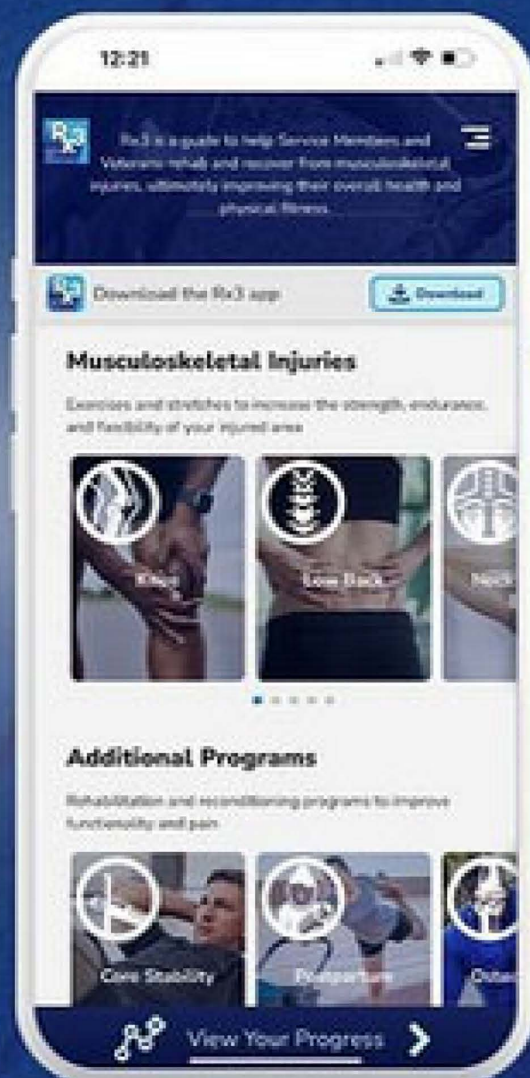 12:21
Rx3
Rx3 is a guide to help Service Members and
Veterans rehab and recover from musculoskeletal
injuries, ultimately improving their overall health and
physical fitness.
Download the Rx3 app
Download
Musculoskeletal Injuries
Exercises and stretches to increase the strength, endurance,
and flexibility of your injured area
Knee
Low Back
Neck
Additional Programs
Rehabilitation and reconditioning programs to improve
functionality and pain
Core Stability
Postpartum
Osteo
View Your Progress